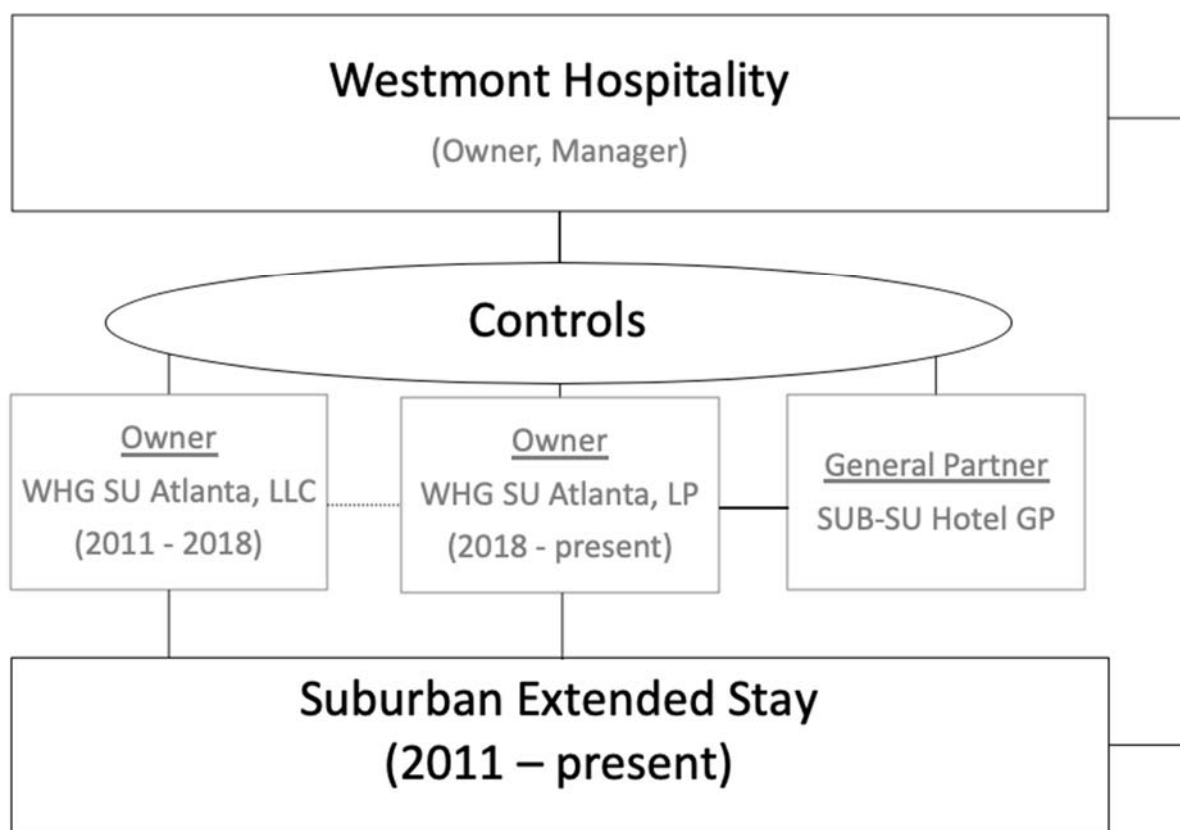 Westmont Hospitality
(Owner, Manager)
Controls
Owner
WHG SU Atlanta, LLC
(2011 - 2018)
Owner
WHG SU Atlanta, LP
(2018 - present)
General Partner
SUB-SU Hotel GP
Suburban Extended Stay
(2011 – present)